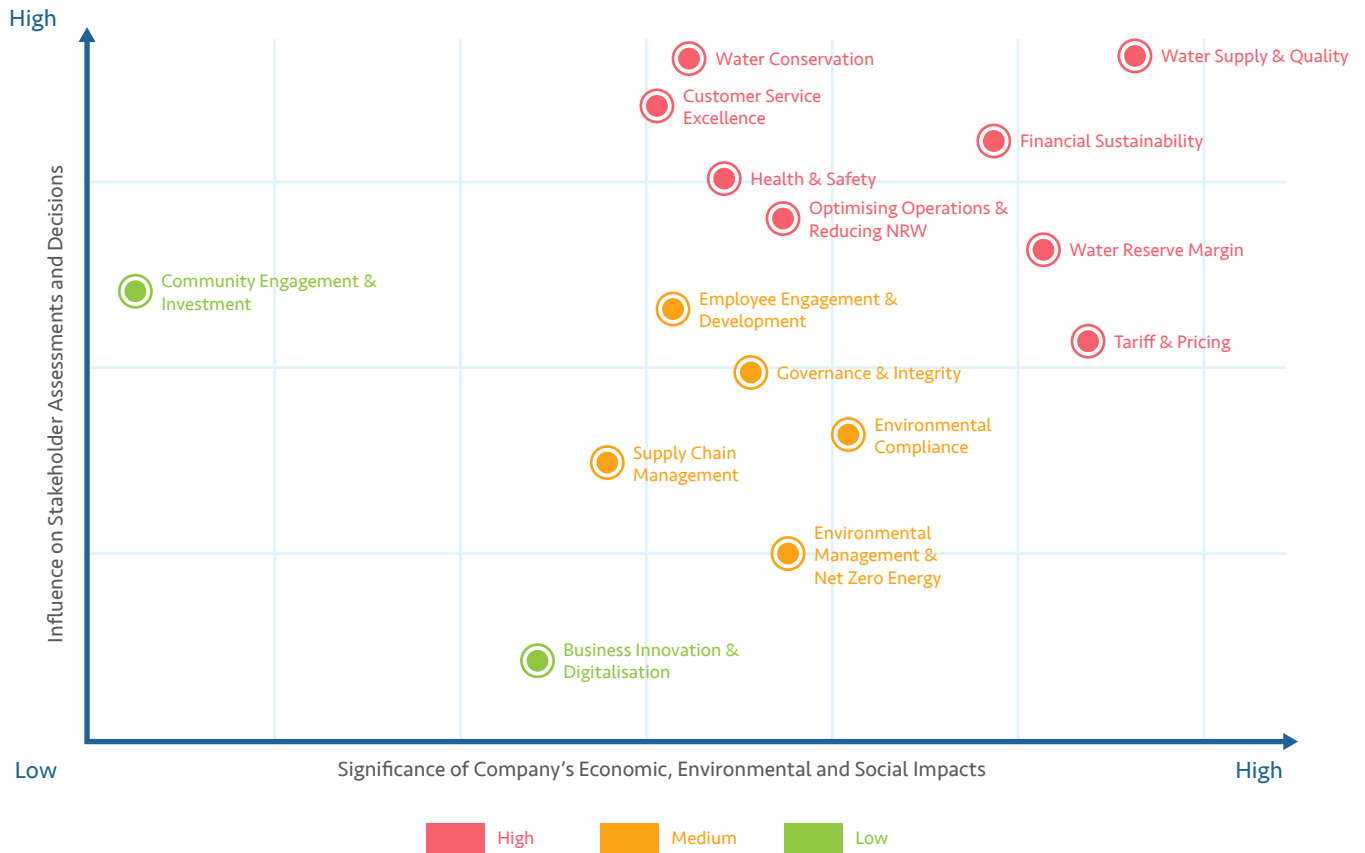 High
Water Conservation
Water Supply & Quality
Customer Service
Excellence
Financial Sustainability
Health & Safety
Optimising Operations &
Reducing NRW
Water Reserve Margin
Community Engagement &
Investment
Employee Engagement &
Development
Tariff & Pricing
Governance & Integrity
Environmental
Compliance
Supply Chain
Management
Environmental
Management &
Net Zero Energy
Business Innovation &
Digitalisation
Influence on Stakeholder Assessments and Decisions
Low
Significance of Company’s Economic, Environmental and Social Impacts
High
High
Medium
Low